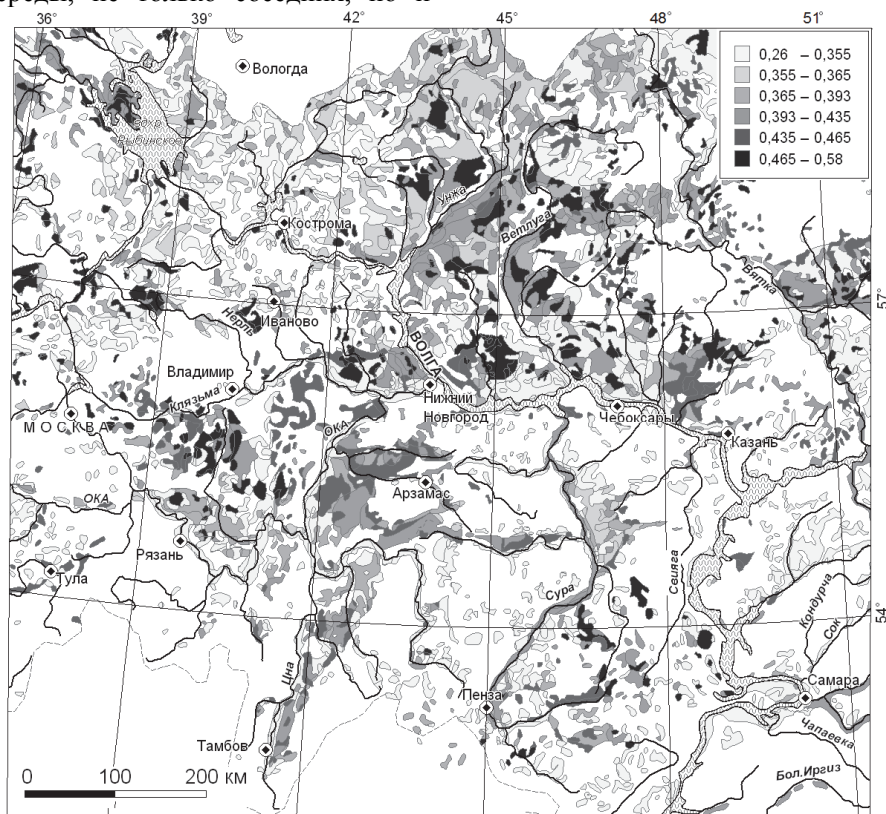 36° 39° 42° 45° 48° 51°
0,26 – 0,355
0,355 – 0,365
0,365 – 0,393
0,393 – 0,435
0,435 – 0,465
0,465 – 0,58
Вологда
Рыбинское
Унжа
Кострома
Ветлуга
Вятка
57°
Нерль
Иваново
ВОЛГА
Владимир
Клязьма
Нижний
Новгород
МОСКВА
Чебоксары
ОКА
Казань
Арзамас
ОКА
Рязань
Тула
Сура
Свияга
Кондурча
Сок
54°
Цна
Пенза
Самара
Тамбов
Чапаевка
Бол.Иргиз
0 100 200 км